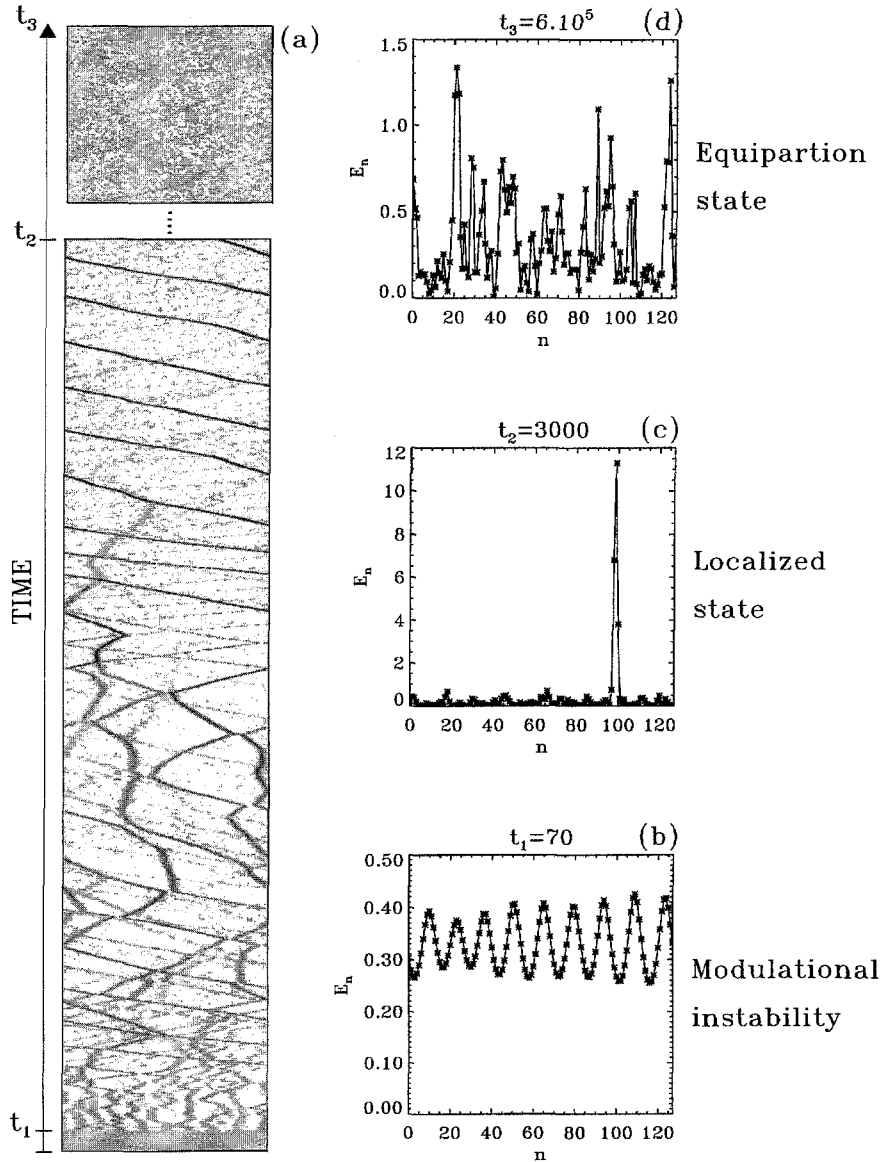 t3
(a)
t2
TIME
t1
t3=6.10^5
(d)
1.5
1.0
0.5
0.0
En
0 20 40 60 80 100 120
n
Equipartion
state
t2=3000
(c)
12
10
8
6
4
2
0
En
0 20 40 60 80 100 120
n
Localized
state
t1=70
(b)
0.50
0.40
0.30
0.20
0.10
0.00
En
0 20 40 60 80 100 120
n
Modulational
instability